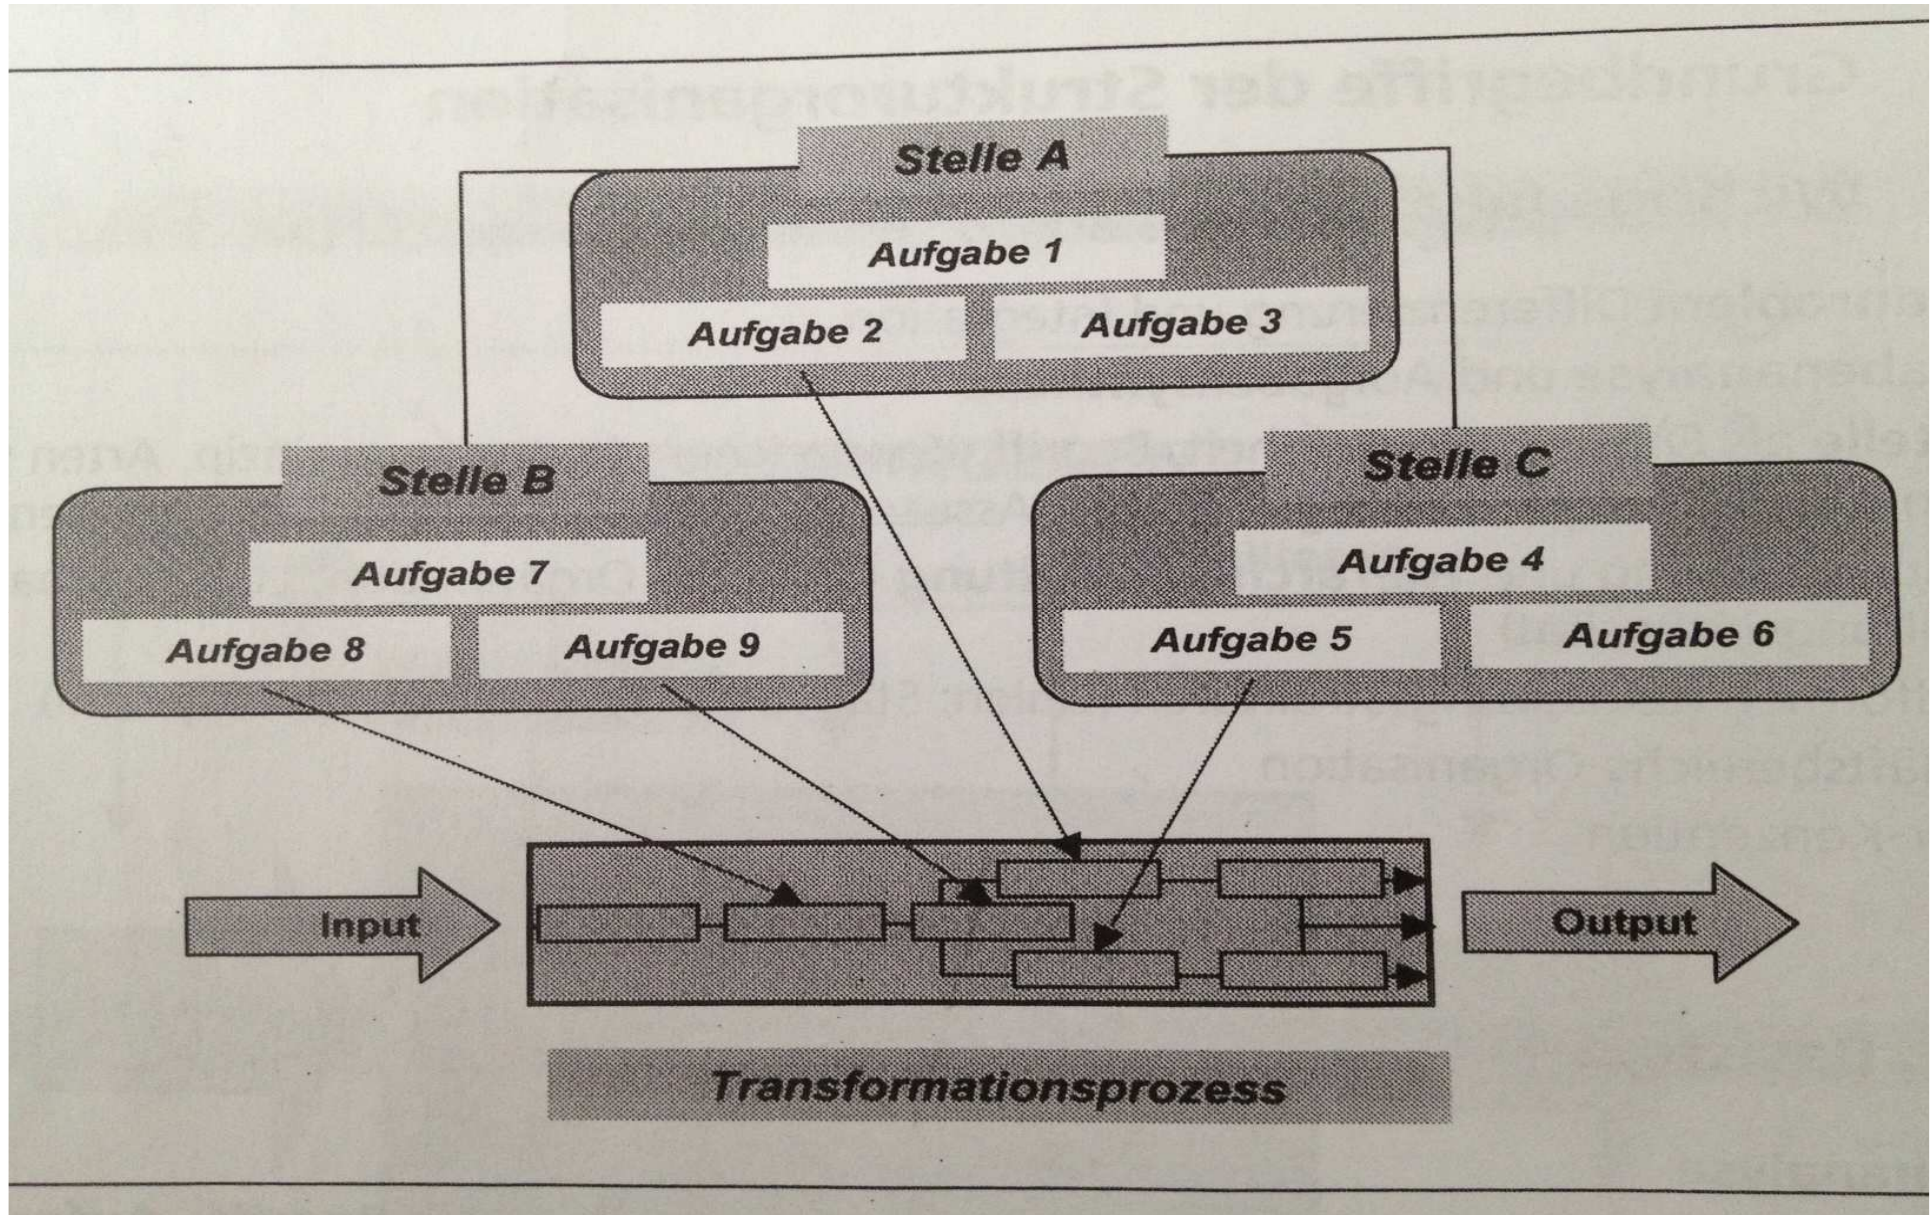 Stelle A
Aufgabe 1
Aufgabe 2
Aufgabe 3
Stelle B
Aufgabe 7
Aufgabe 8
Aufgabe 9
Stelle C
Aufgabe 4
Aufgabe 5
Aufgabe 6
Input
Output
Transformationsprozess